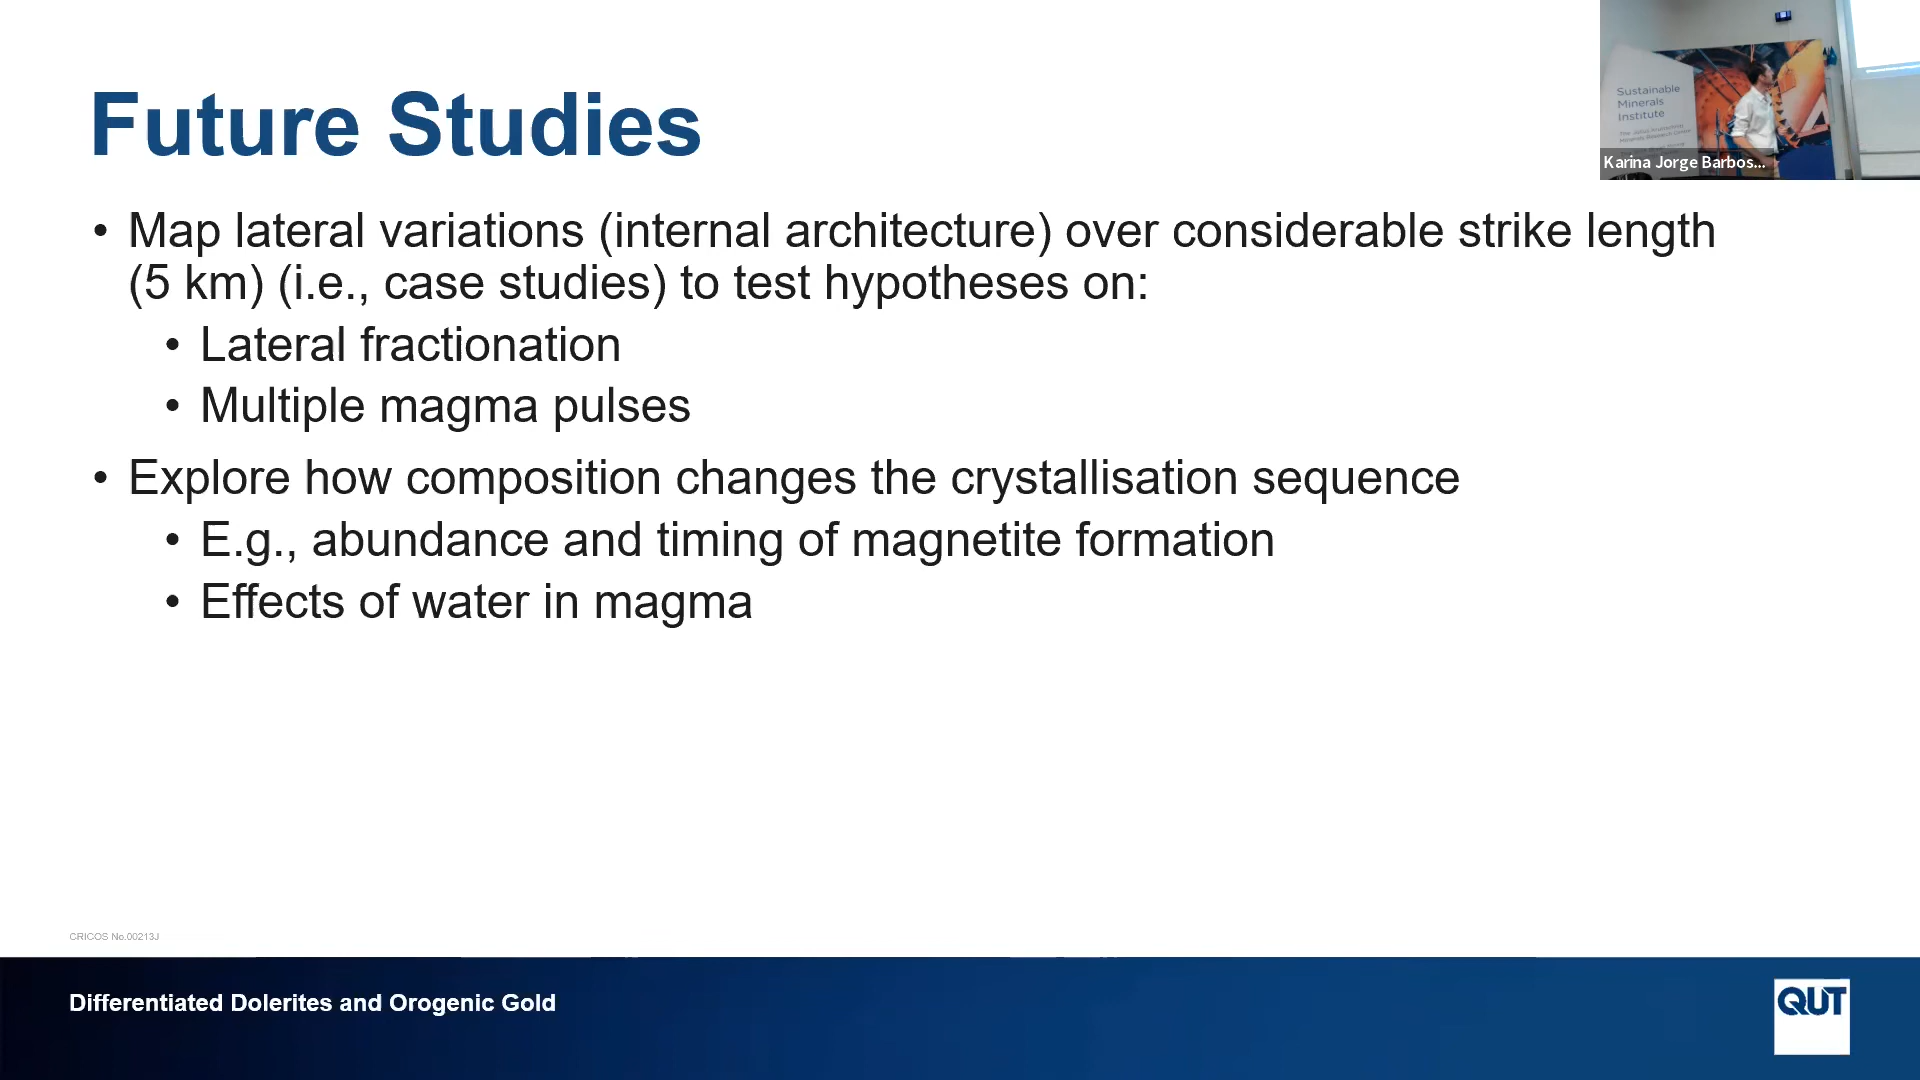 Future Studies
• Map lateral variations (internal architecture) over considerable strike length
(5 km) (i.e., case studies) to test hypotheses on:
• Lateral fractionation
• Multiple magma pulses
• Explore how composition changes the crystallisation sequence
• E.g., abundance and timing of magnetite formation
• Effects of water in magma
Sustainable
Minerals
Institute
Karina Jorge Barbos...
CRICOS No.00213J
Differentiated Dolerites and Orogenic Gold
QUT